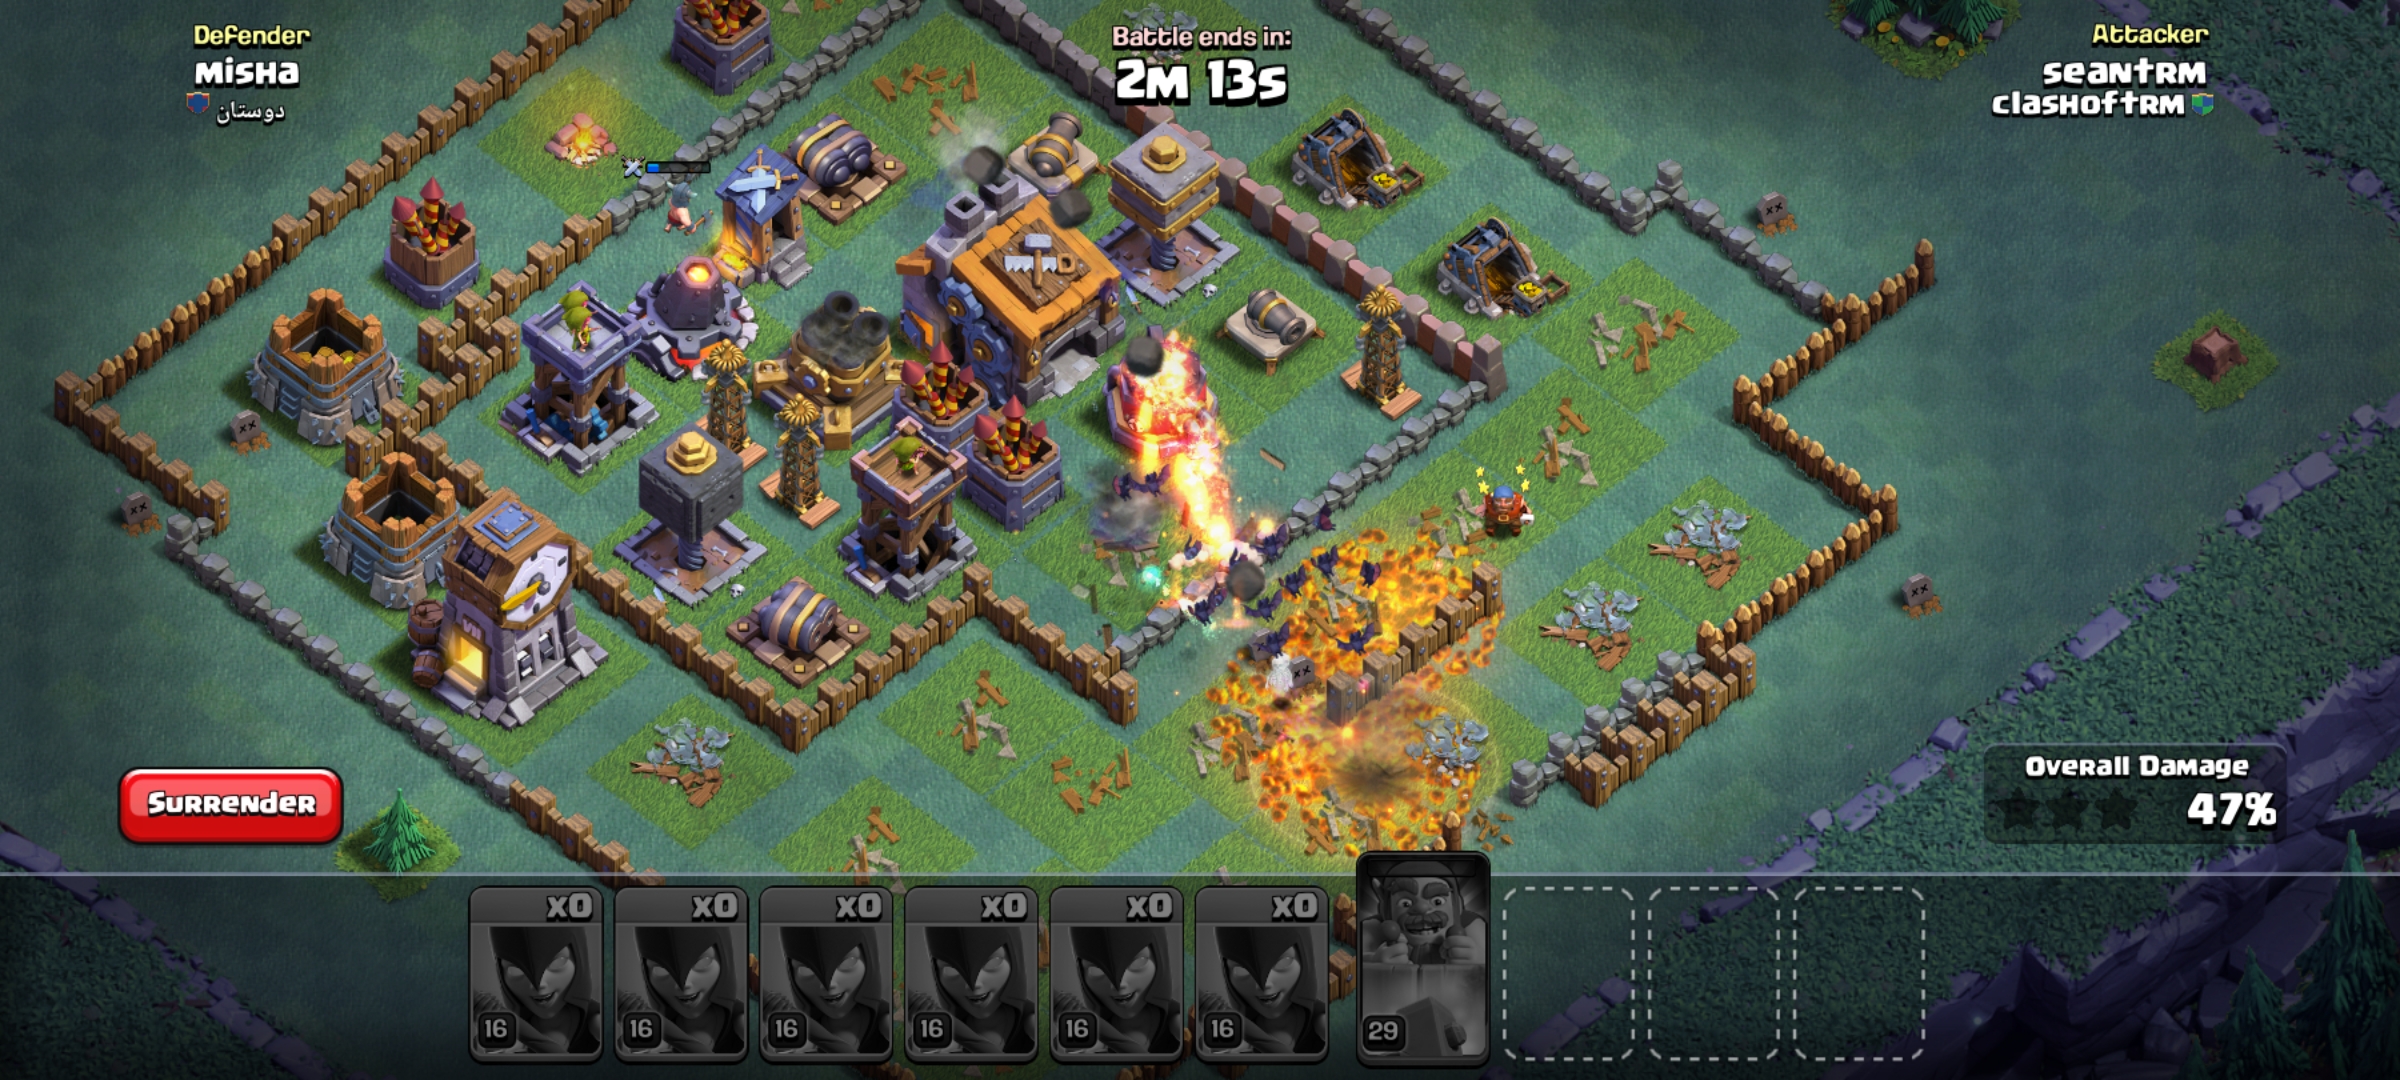 Defender
Misha
دوستان
Battle ends in:
2M 13s
Attacker
seantRM
clashoftRM
VII
Surrender
Overall Damage
47%
x0
x0
x0
x0
x0
x0
16
16
16
16
16
16
29